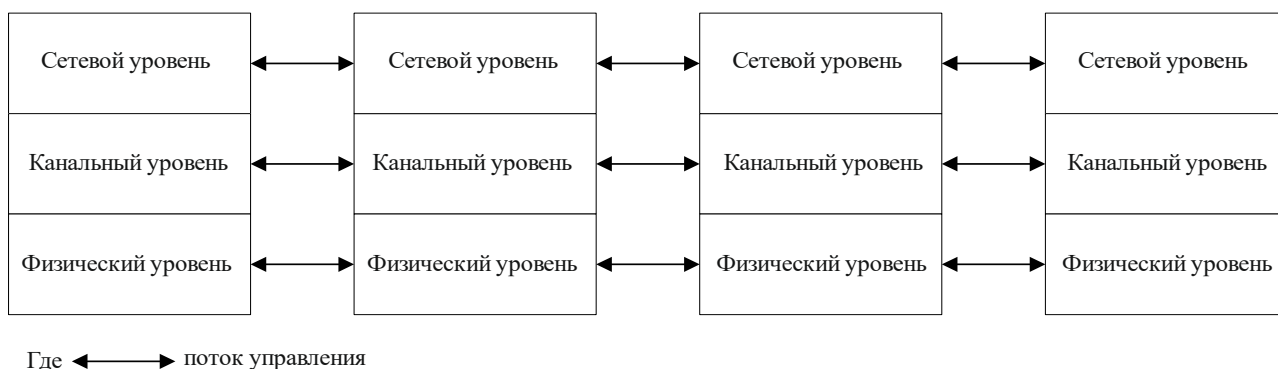 Сетевой уровень Сетевой уровень Сетевой уровень Сетевой уровень
Канальный уровень Канальный уровень Канальный уровень Канальный уровень
Физический уровень Физический уровень Физический уровень Физический уровень
Где поток управления